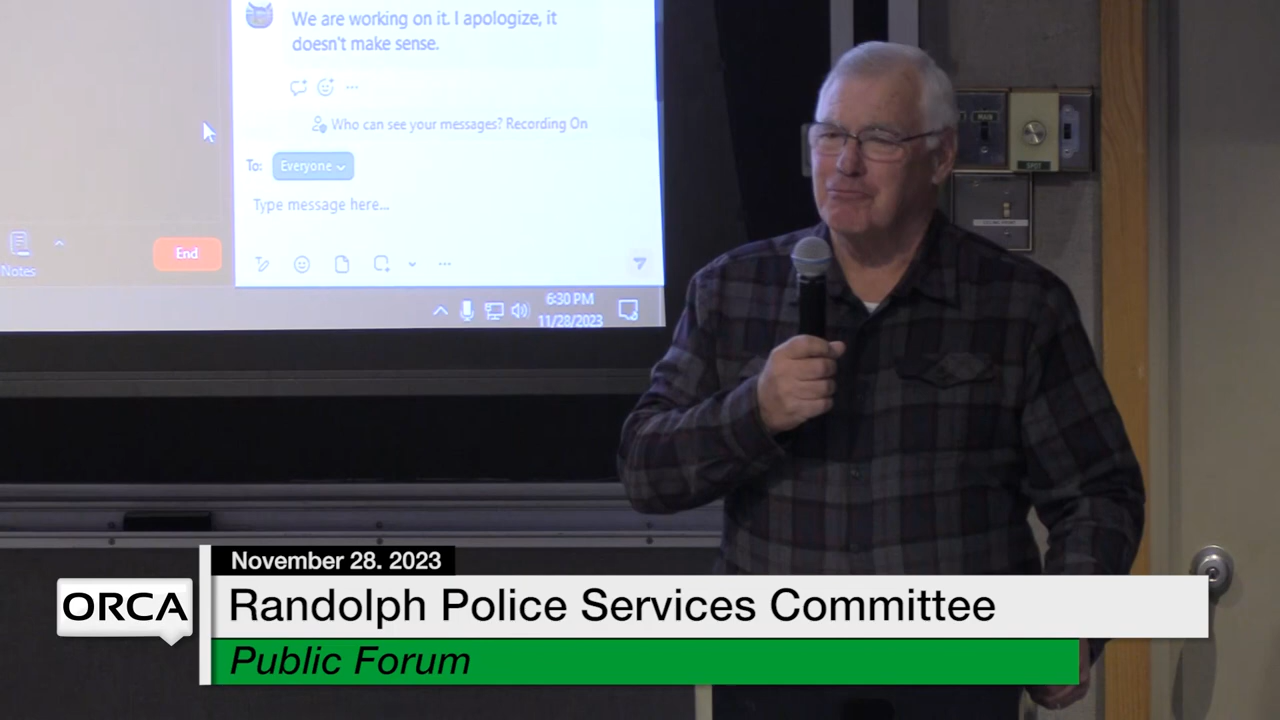 We are working on it. I apologize, it
doesn't make sense.
Who can see your messages? Recording On
To: Everyone
Type message here...
Notes
End
6:30 PM
11/28/2023
November 28. 2023
ORCA
Randolph Police Services Committee
Public Forum